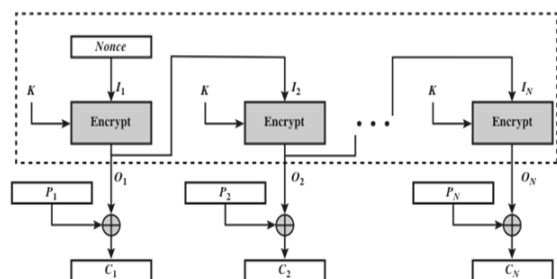 Nonce
K I1 K I2 K IN
Encrypt Encrypt • • • Encrypt
O1 O2 ON
P1 P2 PN
C1 C2 CN